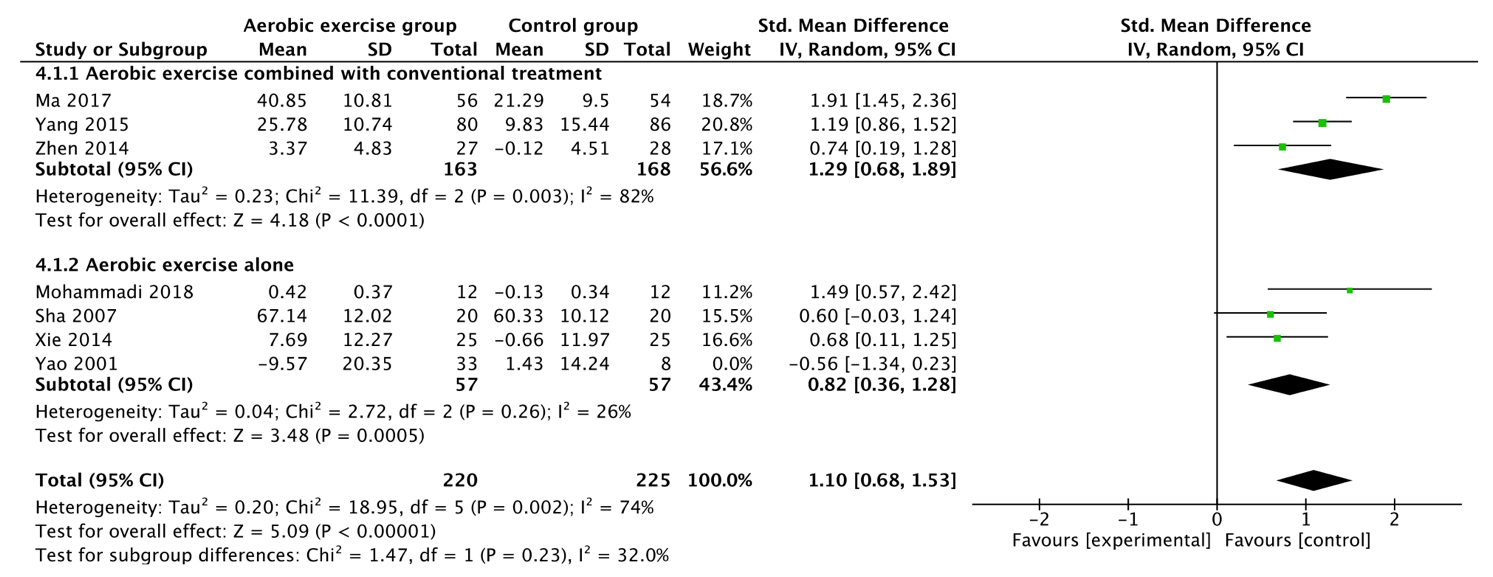 Aerobic exercise group Control group Std. Mean Difference Std. Mean Difference
Study or Subgroup Mean SD Total Mean SD Total Weight IV, Random, 95% CI IV, Random, 95% CI
4.1.1 Aerobic exercise combined with conventional treatment
Ma 2017 40.85 10.81 56 21.29 9.5 54 18.7% 1.91 [1.45, 2.36]
Yang 2015 25.78 10.74 80 9.83 15.44 86 20.8% 1.19 [0.86, 1.52]
Zhen 2014 3.37 4.83 27 −0.12 4.51 28 17.1% 0.74 [0.19, 1.28]
Subtotal (95% CI) 163 168 56.6% 1.29 [0.68, 1.89]
Heterogeneity: Tau² = 0.23; Chi² = 11.39, df = 2 (P = 0.003); I² = 82%
Test for overall effect: Z = 4.18 (P < 0.0001)
4.1.2 Aerobic exercise alone
Mohammadi 2018 0.42 0.37 12 −0.13 0.34 12 11.2% 1.49 [0.57, 2.42]
Sha 2007 67.14 12.02 20 60.33 10.12 20 15.5% 0.60 [−0.03, 1.24]
Xie 2014 7.69 12.27 25 −0.66 11.97 25 16.6% 0.68 [0.11, 1.25]
Yao 2001 −9.57 20.35 33 1.43 14.24 8 0.0% −0.56 [−1.34, 0.23]
Subtotal (95% CI) 57 57 43.4% 0.82 [0.36, 1.28]
Heterogeneity: Tau² = 0.04; Chi² = 2.72, df = 2 (P = 0.26); I² = 26%
Test for overall effect: Z = 3.48 (P = 0.0005)
Total (95% CI) 220 225 100.0% 1.10 [0.68, 1.53]
Heterogeneity: Tau² = 0.20; Chi² = 18.95, df = 5 (P = 0.002); I² = 74%
Test for overall effect: Z = 5.09 (P < 0.00001)
Test for subgroup differences: Chi² = 1.47, df = 1 (P = 0.23), I² = 32.0%
−2 −1 0 1 2
Favours [experimental] Favours [control]